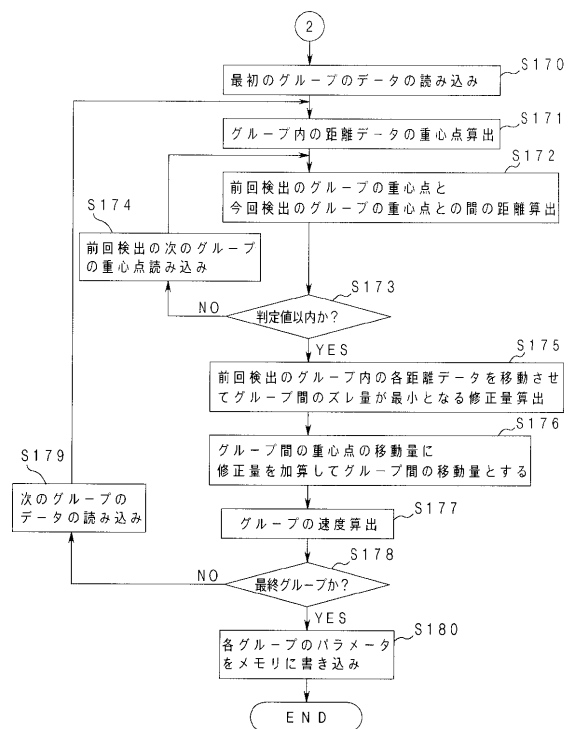 2
S170
最初のグループのデータの読み込み
S171
グループ内の距離データの重心点算出
S172
前回検出のグループの重心点と
今回検出のグループの重心点との間の距離算出
S174
前回検出の次のグループ
の重心点読み込み
S173
NO
判定値以内か?
YES
S175
前回検出のグループ内の各距離データを移動させ
てグループ間のズレ量が最小となる修正量算出
S176
グループ間の重心点の移動量に
修正量を加算してグループ間の移動量とする
S179
次のグループの
データの読み込み
S177
グループの速度算出
S178
NO
最終グループか?
YES
S180
各グループのパラメータ
をメモリに書き込み
END